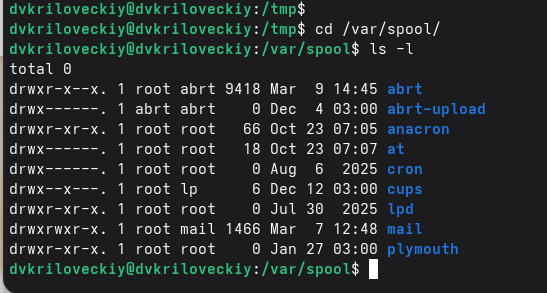 dvkriloveckiy@dvkriloveckiy:/tmp$
dvkriloveckiy@dvkriloveckiy:/tmp$ cd /var/spool/
dvkriloveckiy@dvkriloveckiy:/var/spool$ ls -l
total 0
drwxr-x--x. 1 root abrt 9418 Mar  9 14:45 abrt
drwx------. 1 abrt abrt    0 Dec  4 03:00 abrt-upload
drwxr-xr-x. 1 root root   66 Oct 23 07:05 anacron
drwx------. 1 root root   18 Oct 23 07:07 at
drwx------. 1 root root    0 Aug  6  2025 cron
drwx--x---. 1 root lp      6 Dec 12 03:00 cups
drwxr-xr-x. 1 root root    0 Jul 30  2025 lpd
drwxrwxr-x. 1 root mail 1466 Mar  7 12:48 mail
drwxr-xr-x. 1 root root    0 Jan 27 03:00 plymouth
dvkriloveckiy@dvkriloveckiy:/var/spool$